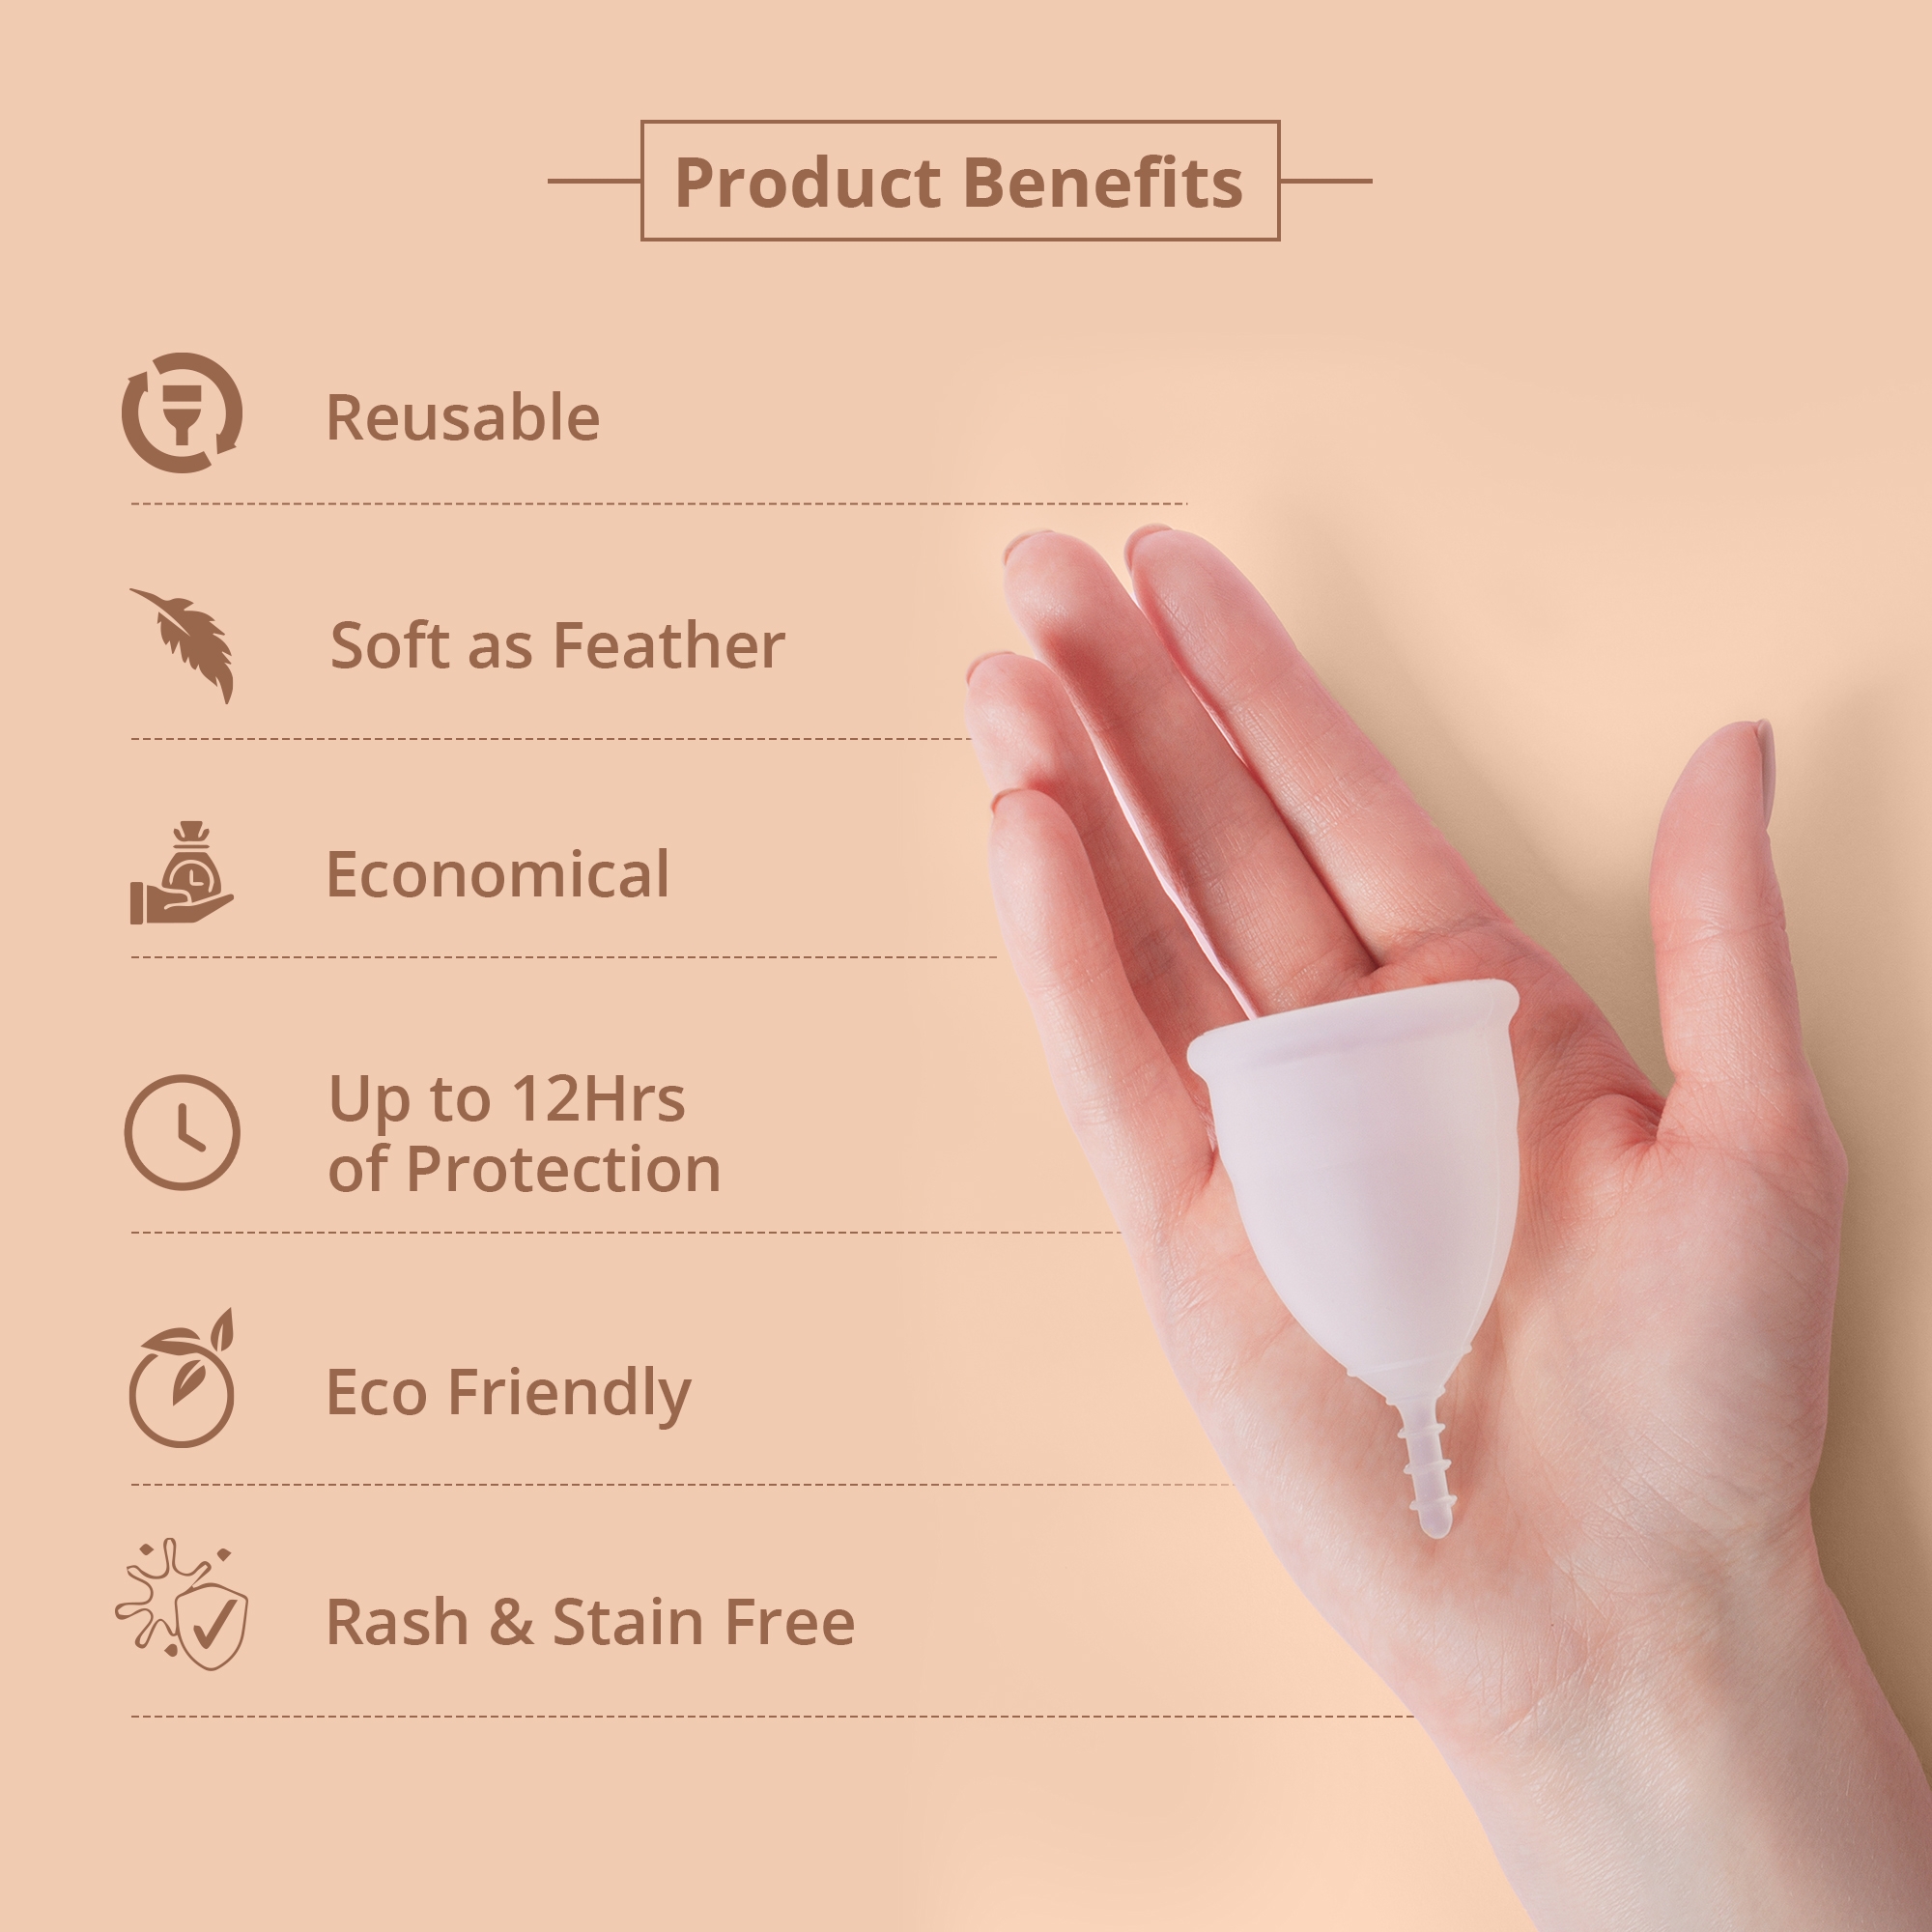 Product Benefits
Reusable
Soft as Feather
Economical
Up to 12Hrs
of Protection
Eco Friendly
Rash & Stain Free